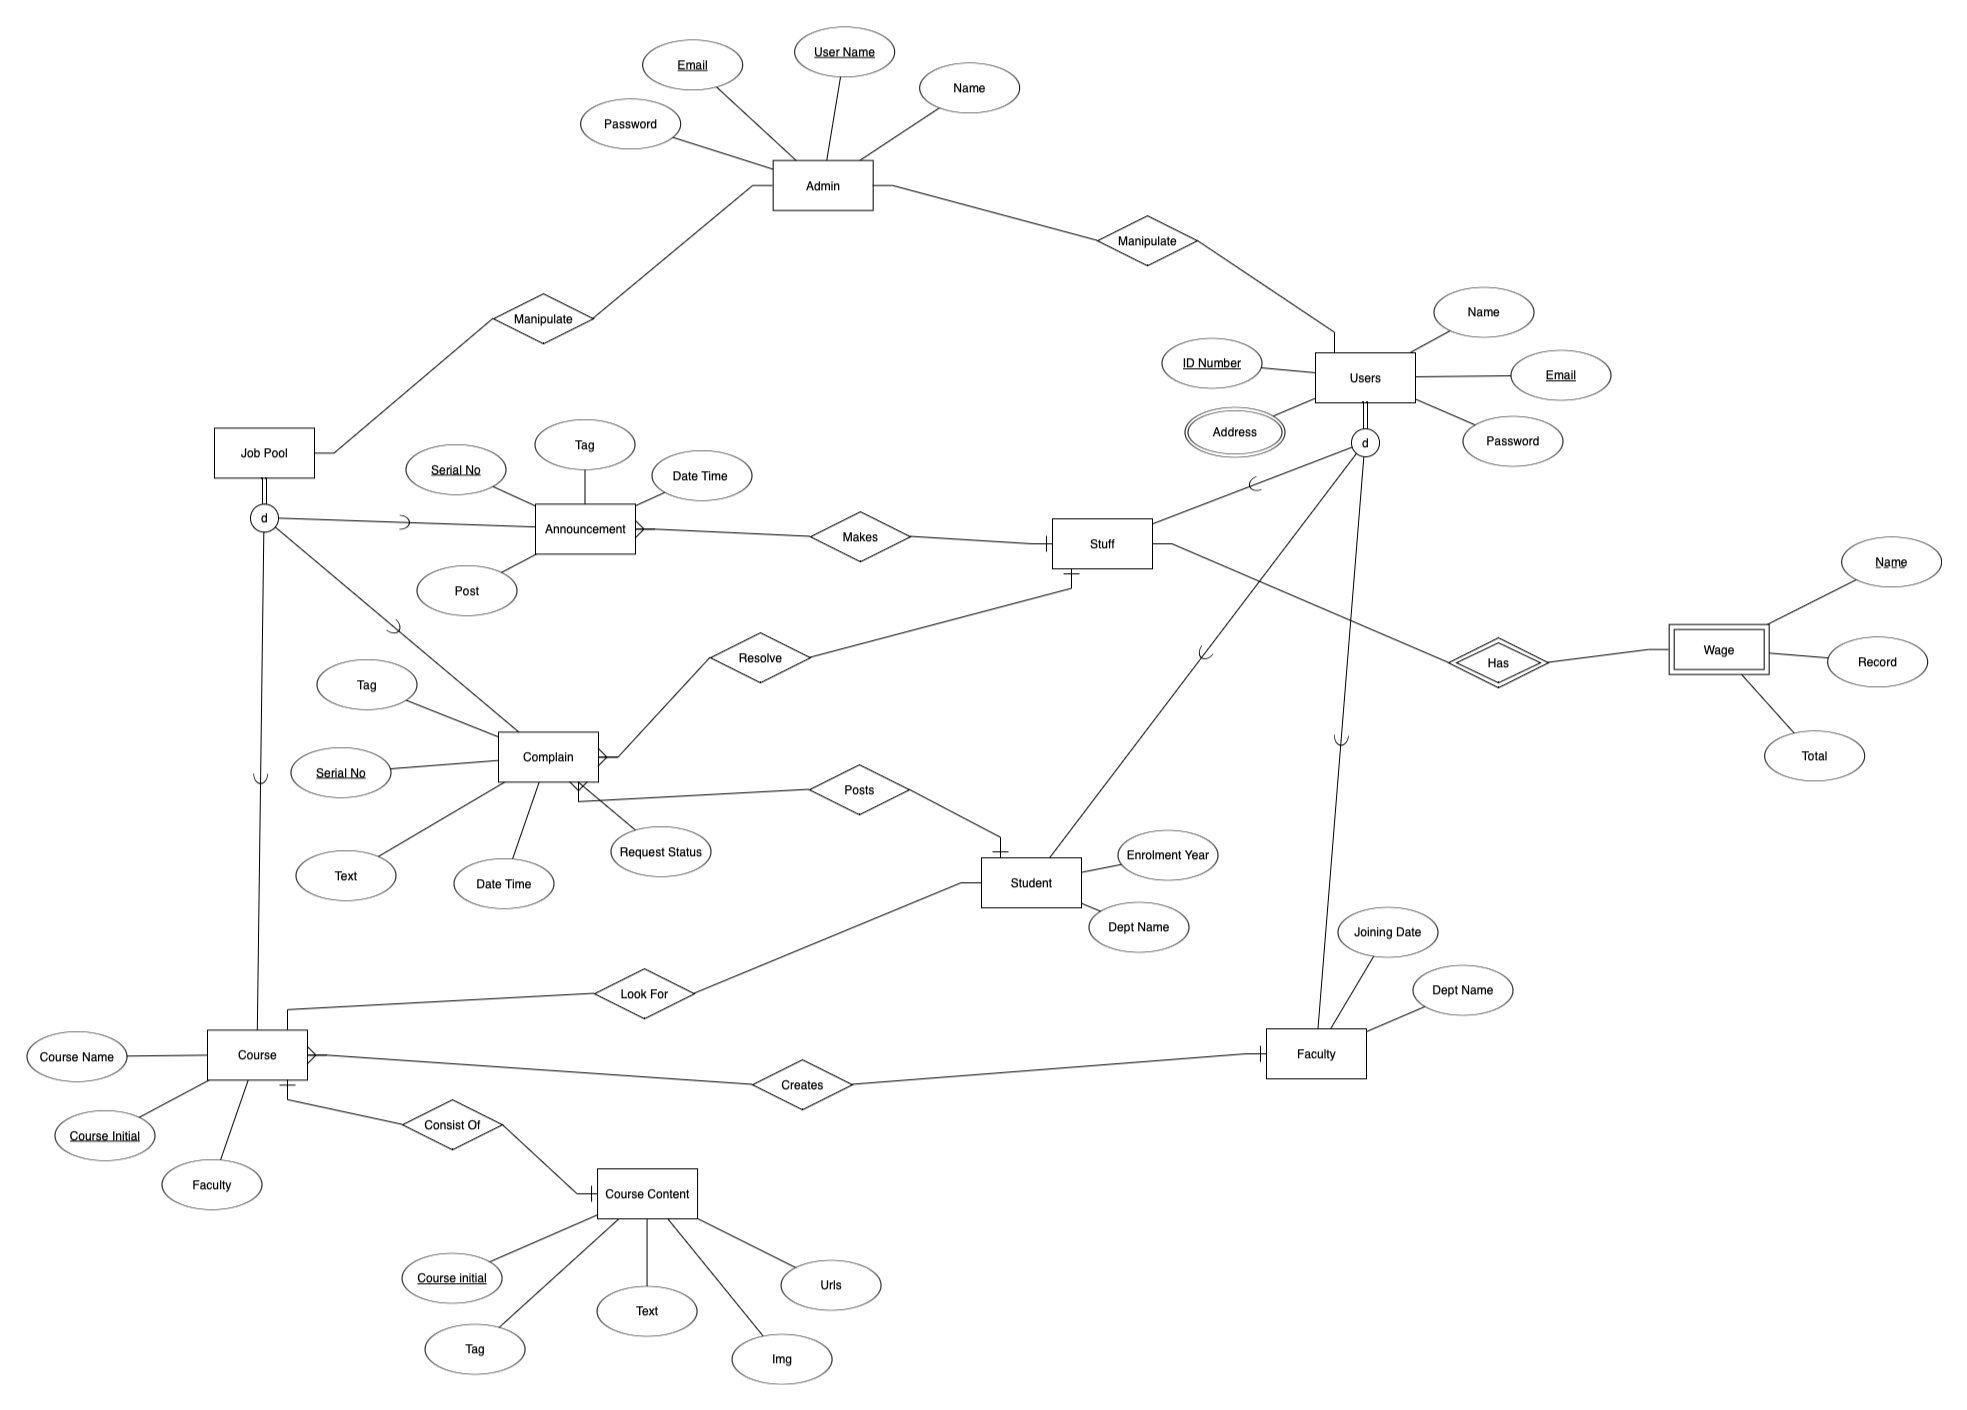 User Name
Email
Name
Password
Admin
Manipulate
Manipulate
Name
ID Number
Email
Users
Address
Password
d
Job Pool
Tag
Serial No
Date Time
d
Announcement
Makes
Stuff
Post
Name
Resolve
Has
Wage
Record
Tag
Complain
Total
Serial No
Posts
Request Status
Enrolment Year
Text
Date Time
Student
Dept Name
Joining Date
Look For
Dept Name
Course Name
Course
Faculty
Creates
Course Initial
Consist Of
Faculty
Course Content
Course initial
Urls
Text
Tag
Img